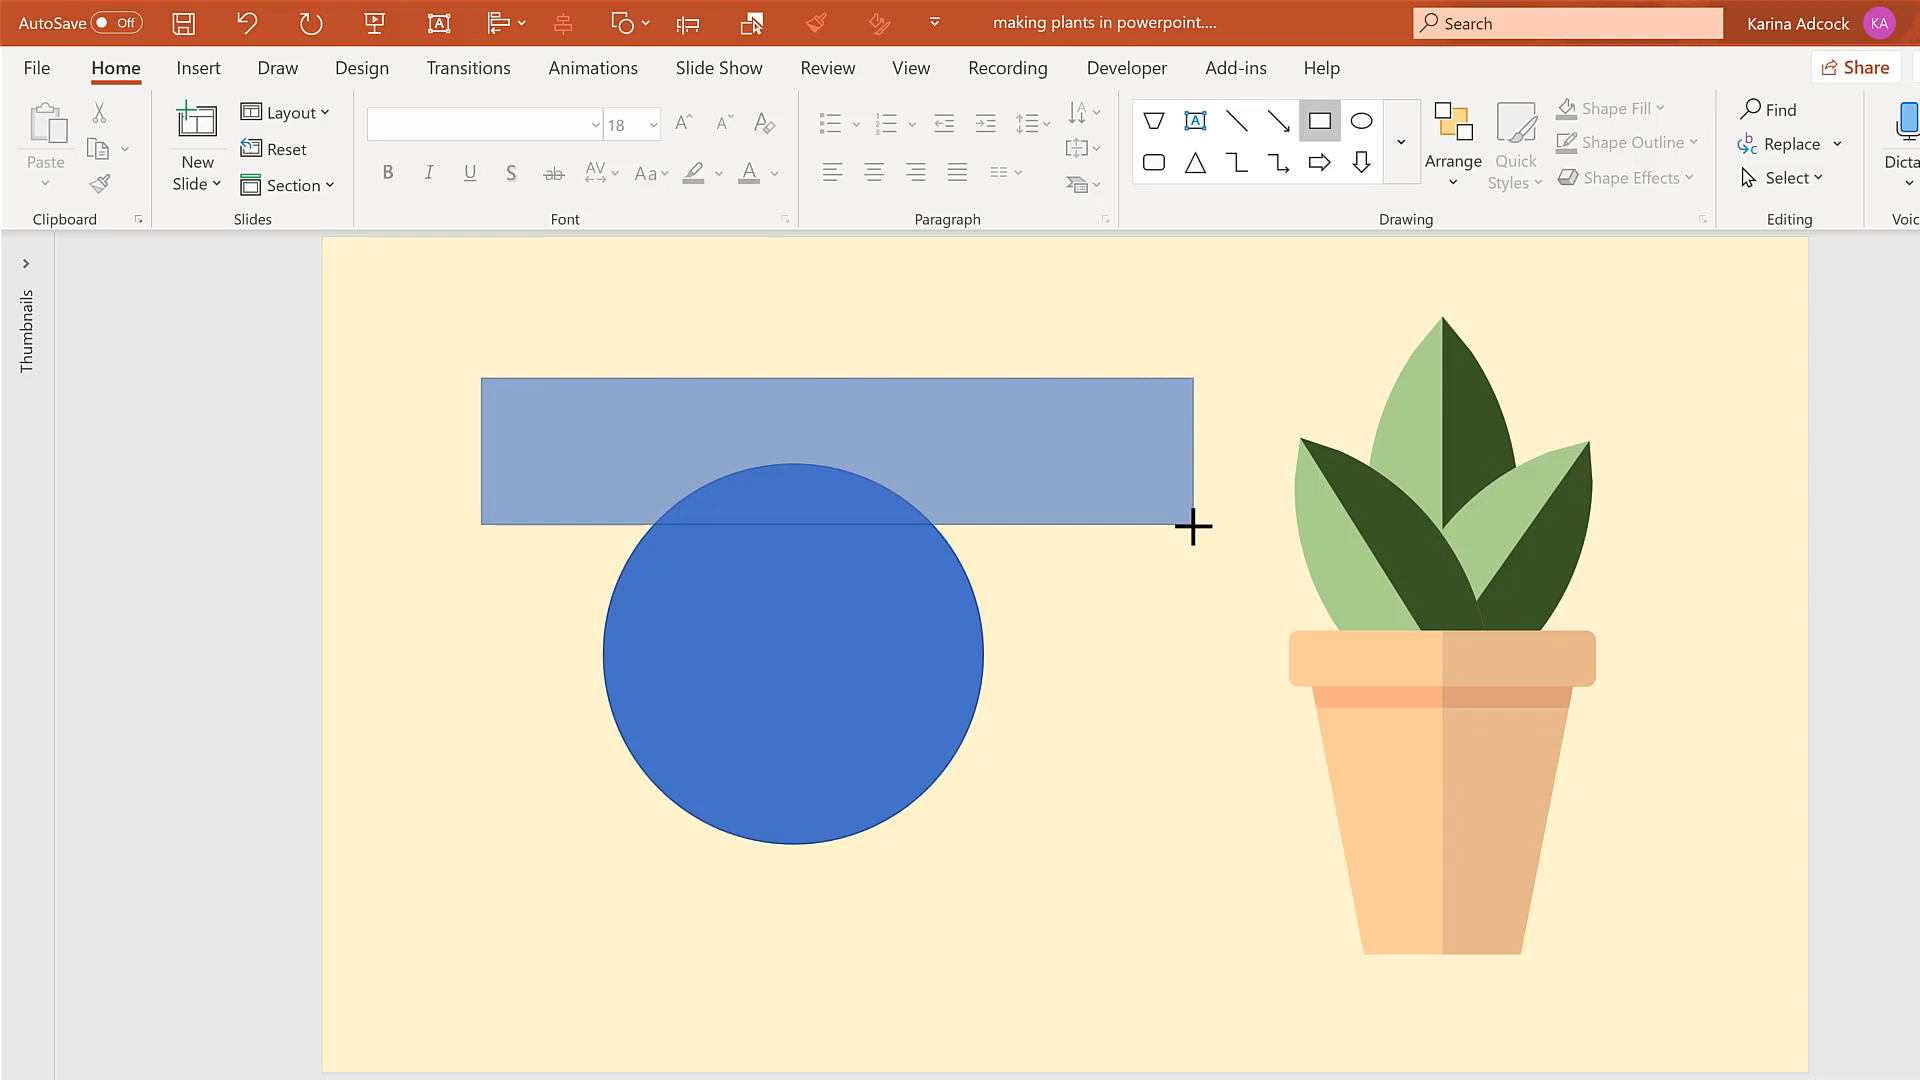 AutoSave Off
making plants in powerpoint....
Search
Karina Adcock KA
File Home Insert Draw Design Transitions Animations Slide Show Review View Recording Developer Add-ins Help Share
Paste
Clipboard
New
Slide
Layout
Reset
Section
Slides
18
A A A
B I U S ab AV Aa A
Font
Paragraph
A
Arrange
Quick
Styles
Shape Fill
Shape Outline
Shape Effects
Drawing
Find
Replace
Select
Editing
Dicta
Voic
Thumbnails